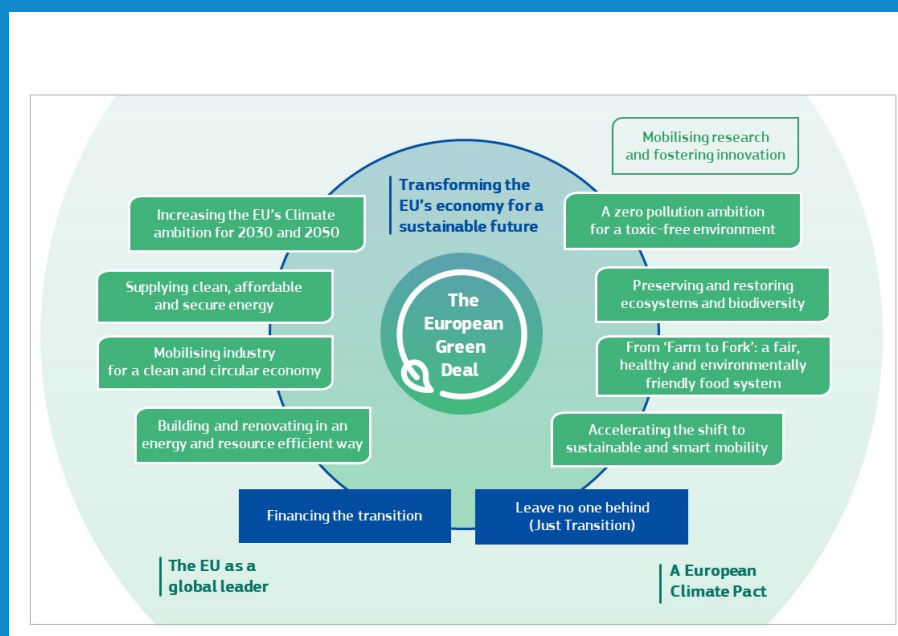 Mobilising research
and fostering innovation
Transforming the
EU's economy for a
sustainable future
Increasing the EU's Climate
ambition for 2030 and 2050
A zero pollution ambition
for a toxic-free environment
Supplying clean, affordable
and secure energy
Preserving and restoring
ecosystems and biodiversity
The
European
Green
Deal
Mobilising industry
for a clean and circular economy
From ‘Farm to Fork’: a fair,
healthy and environmentally
friendly food system
Building and renovating in an
energy and resource efficient way
Accelerating the shift to
sustainable and smart mobility
Financing the transition
Leave no one behind
(Just Transition)
The EU as a
global leader
A European
Climate Pact